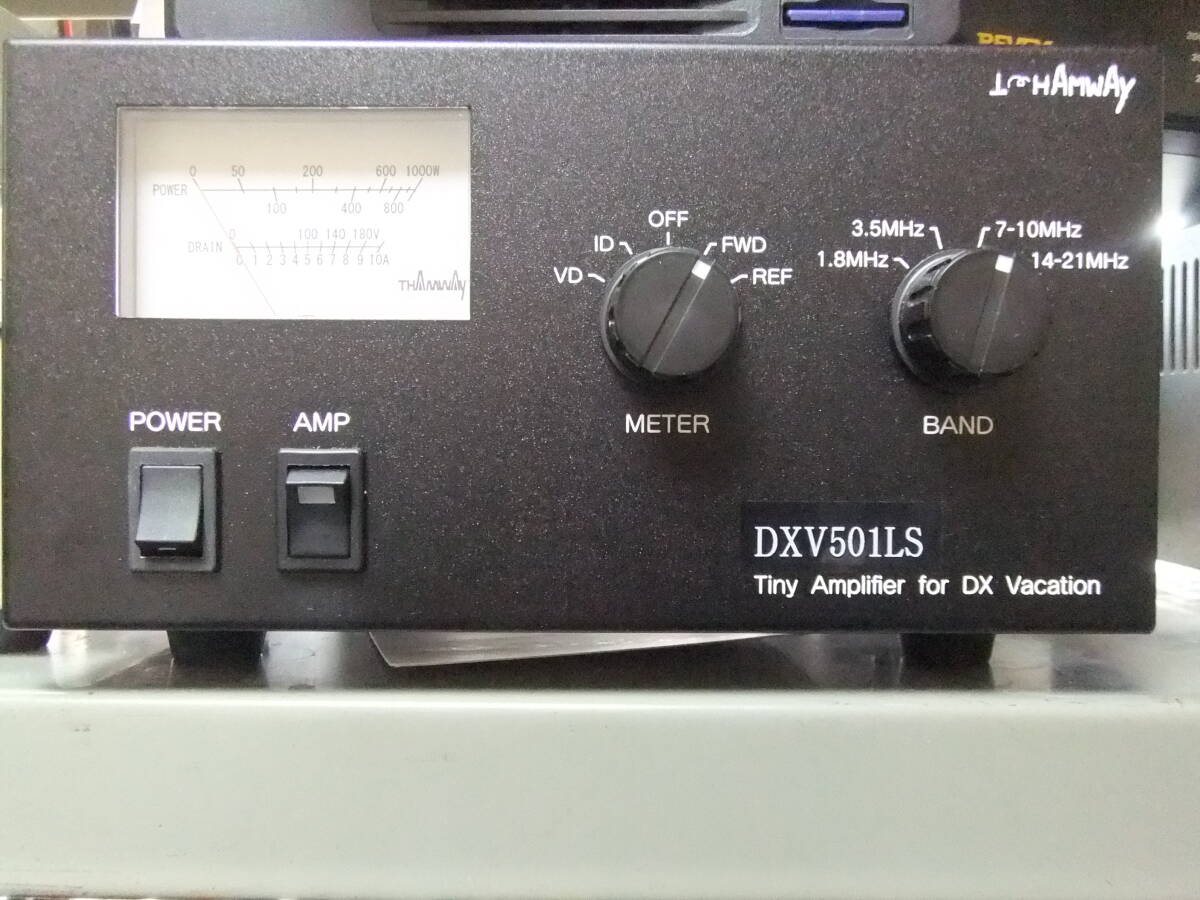 THAMWAY
0 50 200 600 1000W
POWER
100 400 800
0 100 140 180V
DRAIN
0 1 2 3 4 5 6 7 8 9 10A
THAMWAY
OFF
ID FWD
VD REF
METER
3.5MHz 7-10MHz
1.8MHz 14-21MHz
BAND
POWER AMP
DXV501LS
Tiny Amplifier for DX Vacation